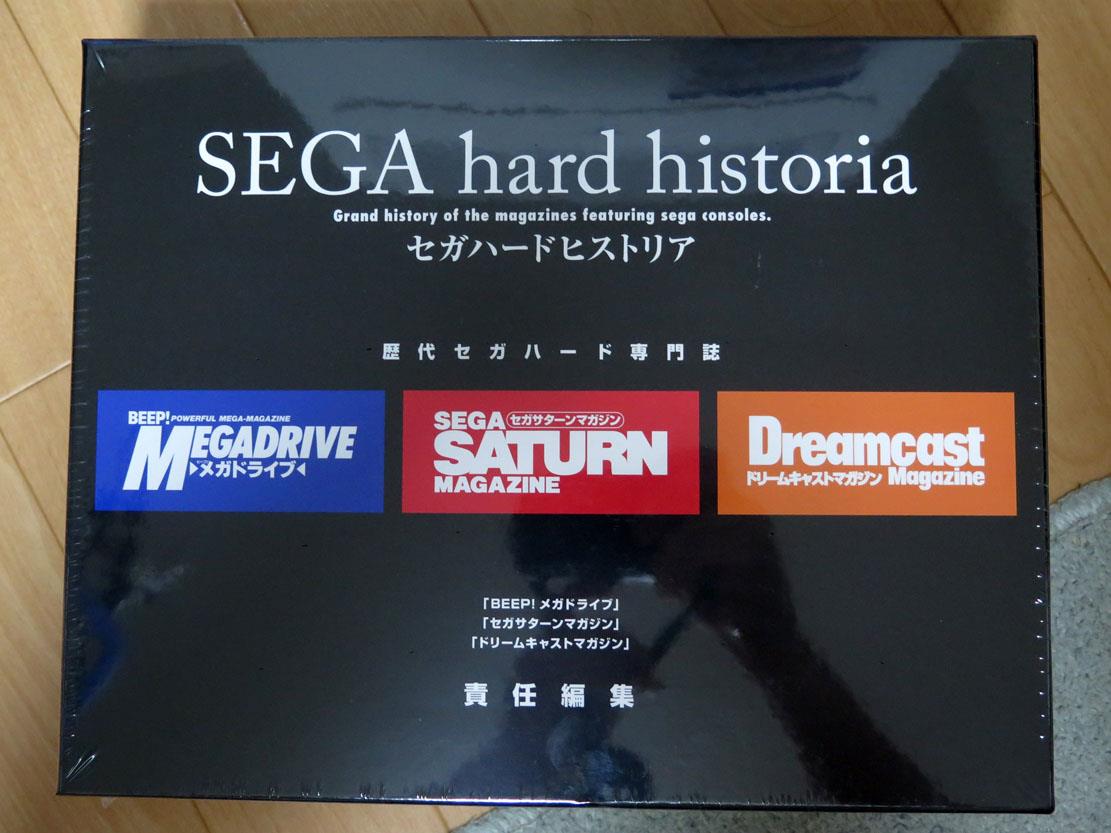 SEGA hard historia
Grand history of the magazines featuring sega consoles.
セガハードヒストリア
歴代セガハード専門誌
BEEP! POWERFUL MEGA-MAGAZINE
MEGADRIVE
メガドライブ
SEGA セガサターンマガジン
SATURN
MAGAZINE
Dreamcast
ドリームキャストマガジン Magazine
「BEEP! メガドライブ」
「セガサターンマガジン」
「ドリームキャストマガジン」
責任編集